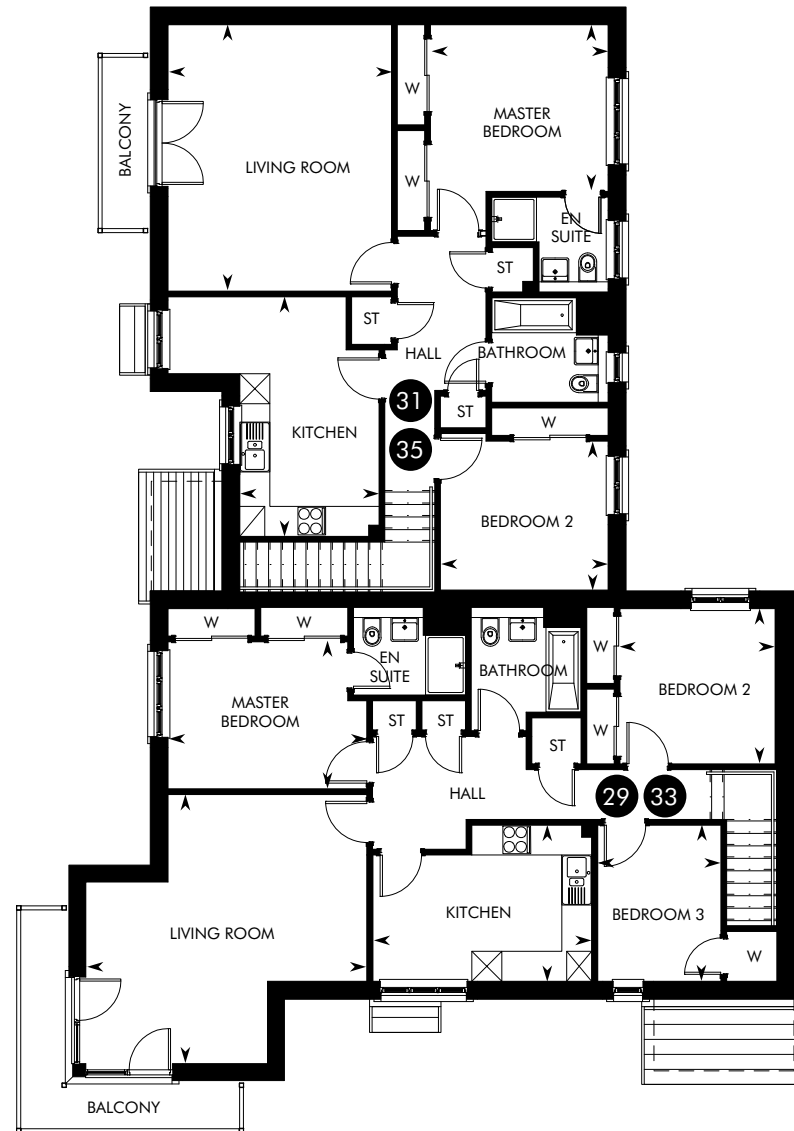 BALCONY
LIVING ROOM
W
W
MASTER
BEDROOM
EN
SUITE
ST
ST
HALL
BATHROOM
31
ST
W
KITCHEN
35
BEDROOM 2
W
W
EN
SUITE
BATHROOM
W
MASTER
BEDROOM
BEDROOM 2
ST
ST
ST
W
HALL
29
33
KITCHEN
BEDROOM 3
LIVING ROOM
W
BALCONY